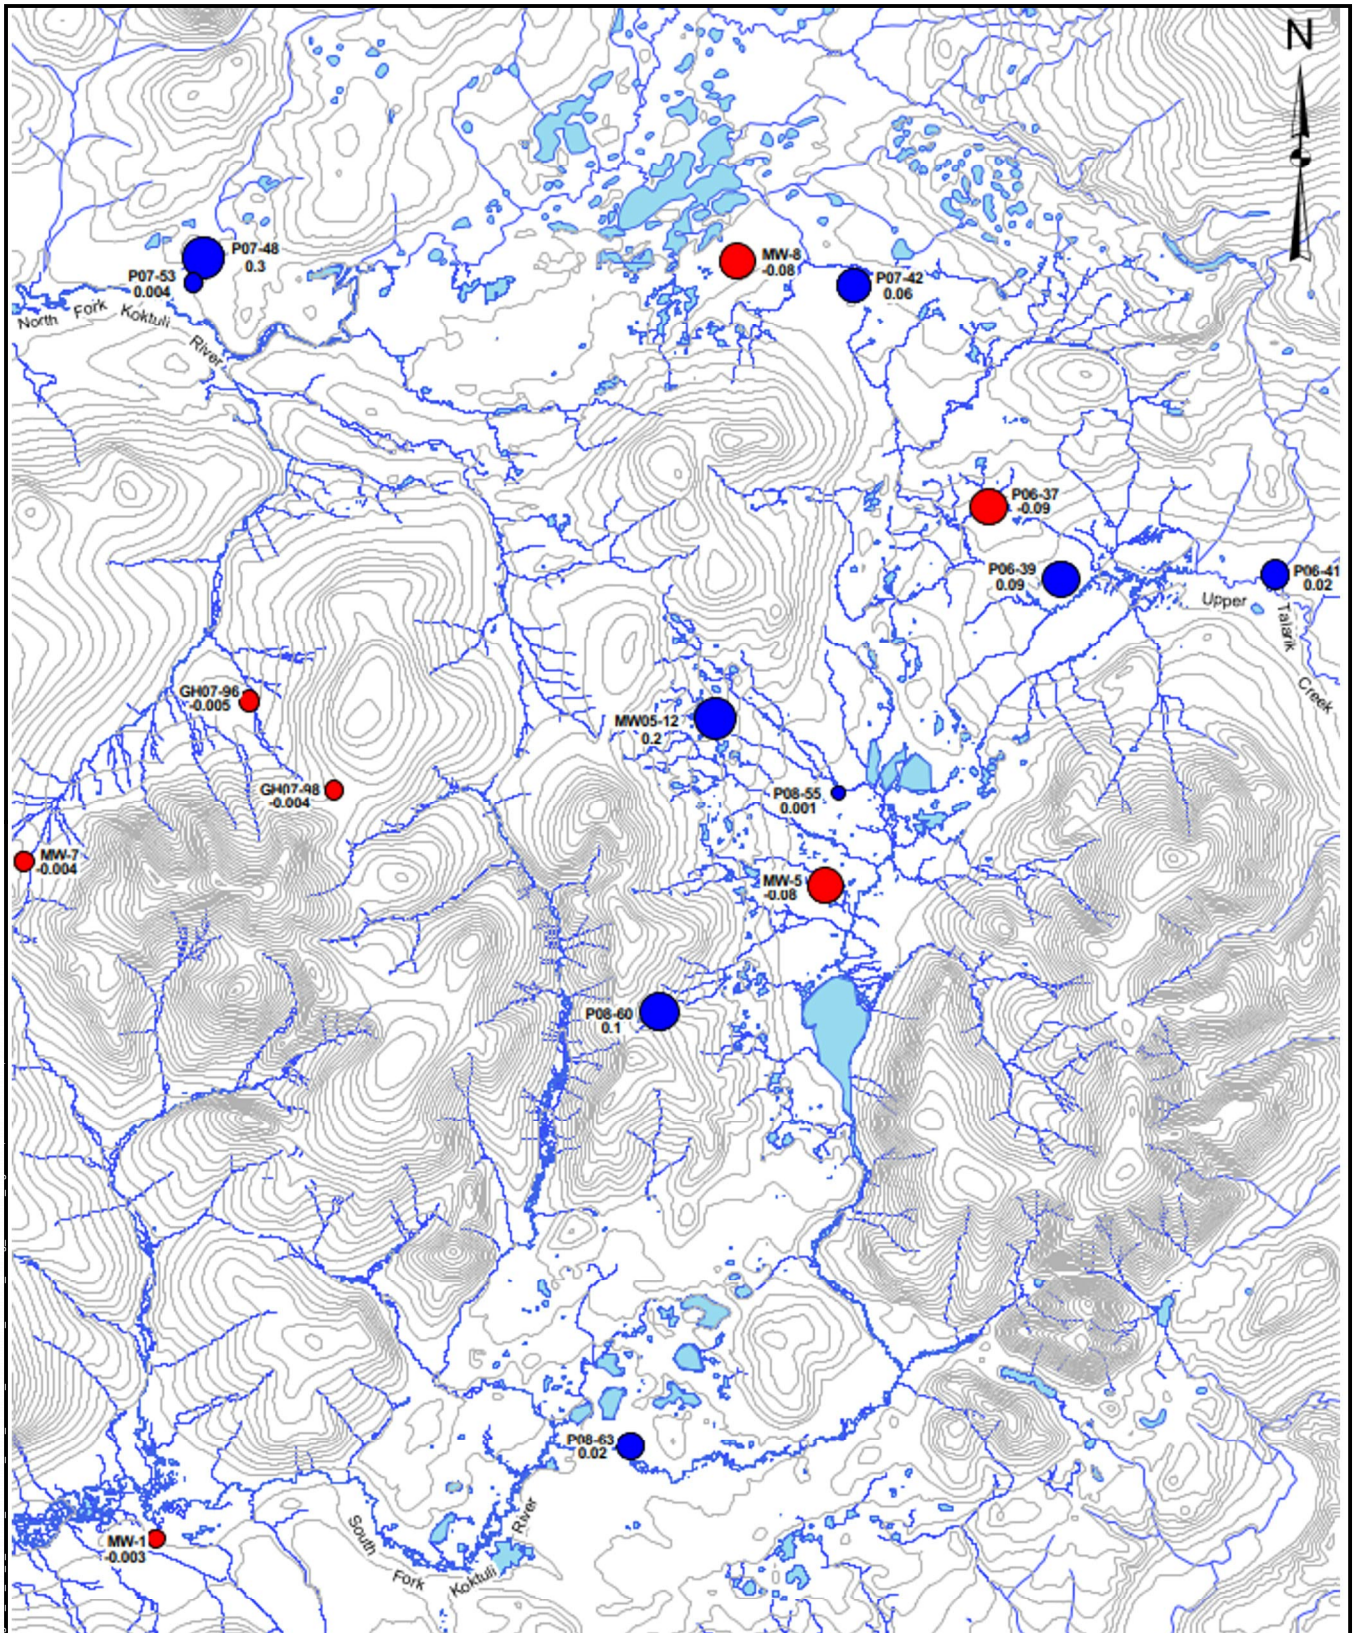 N
P07-48
0.3
MW-8
-0.08
P07-53
0.004
P07-42
0.06
North Fork Koktuli
River
P06-37
-0.09
P06-39
0.09
P06-41
0.02
Upper
Talarik
Creek
GH07-96
-0.005
MW05-12
0.2
GH07-98
-0.004
P08-55
0.001
MW-7
-0.004
MW-5
-0.08
P08-60
0.1
P08-63
0.02
MW-1
-0.003
South
Fork
Koktuli
River